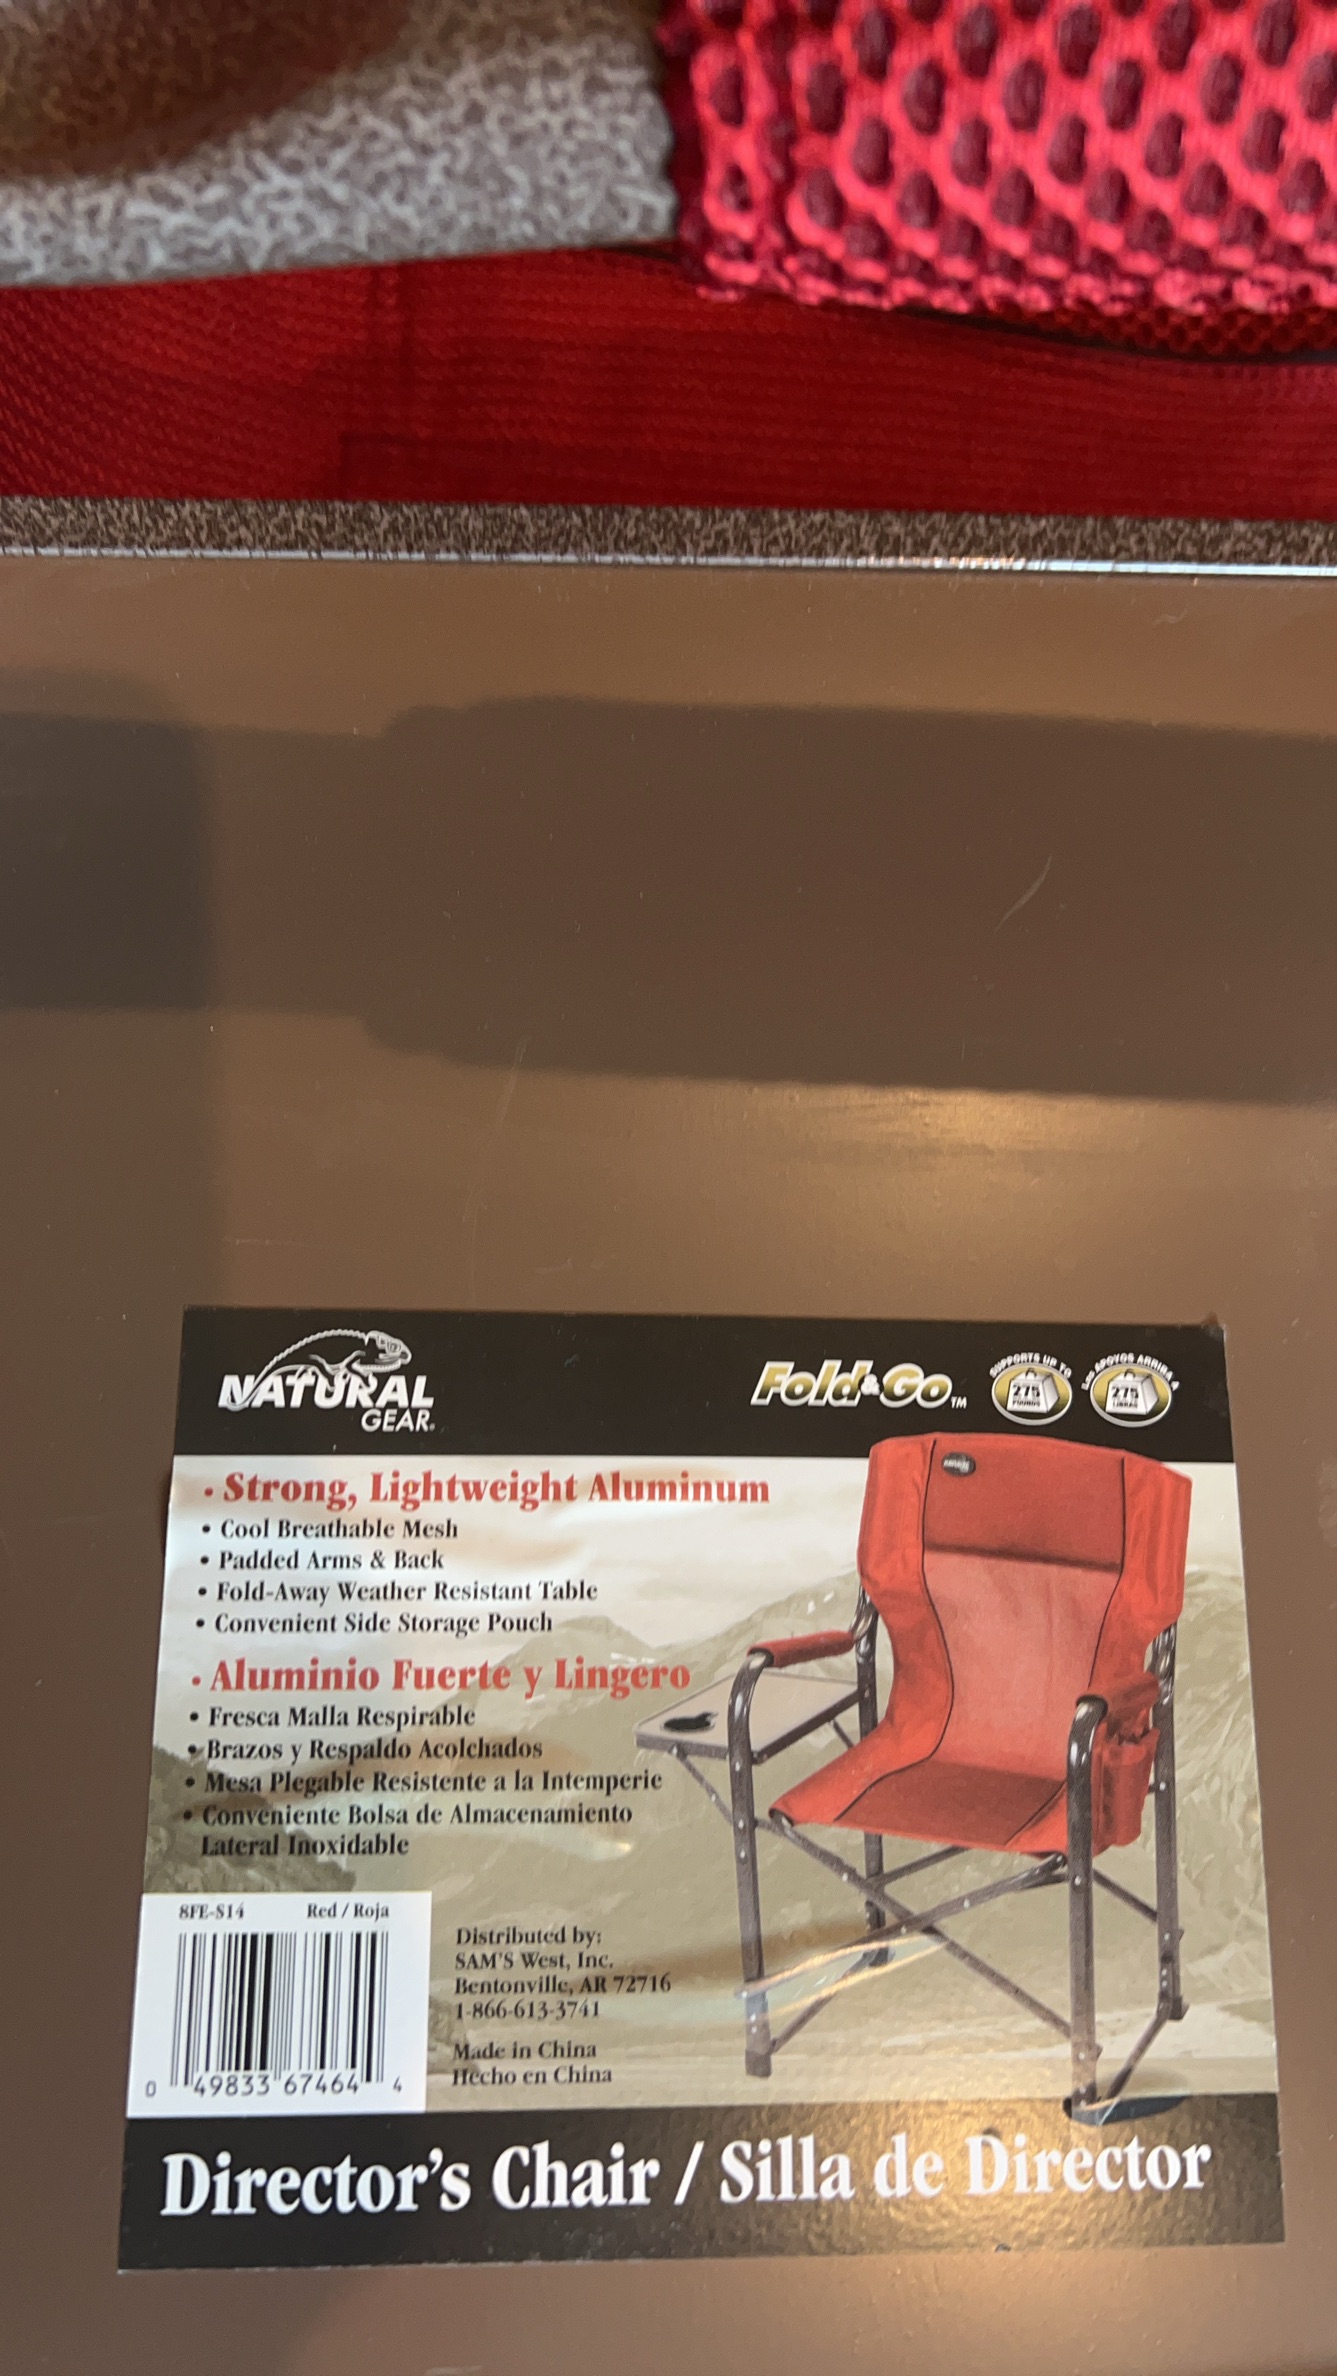 NATURAL
GEAR®
Fold&Go™
SUPPORTS UP TO
275
POUNDS
Los APOYOS ARRIBA A
275
LIBRAS
• Strong, Lightweight Aluminum
• Cool Breathable Mesh
• Padded Arms & Back
• Fold-Away Weather Resistant Table
• Convenient Side Storage Pouch
• Aluminio Fuerte y Lingero
• Fresca Malla Respirable
• Brazos y Respaldo Acolchados
• Mesa Plegable Resistente a la Intemperie
• Conveniente Bolsa de Almacenamiento
Lateral Inoxidable
8FE-S14 Red / Roja
0 49833 67464 4
Distributed by:
SAM'S West, Inc.
Bentonville, AR 72716
1-866-613-3741
Made in China
Hecho en China
Director's Chair / Silla de Director